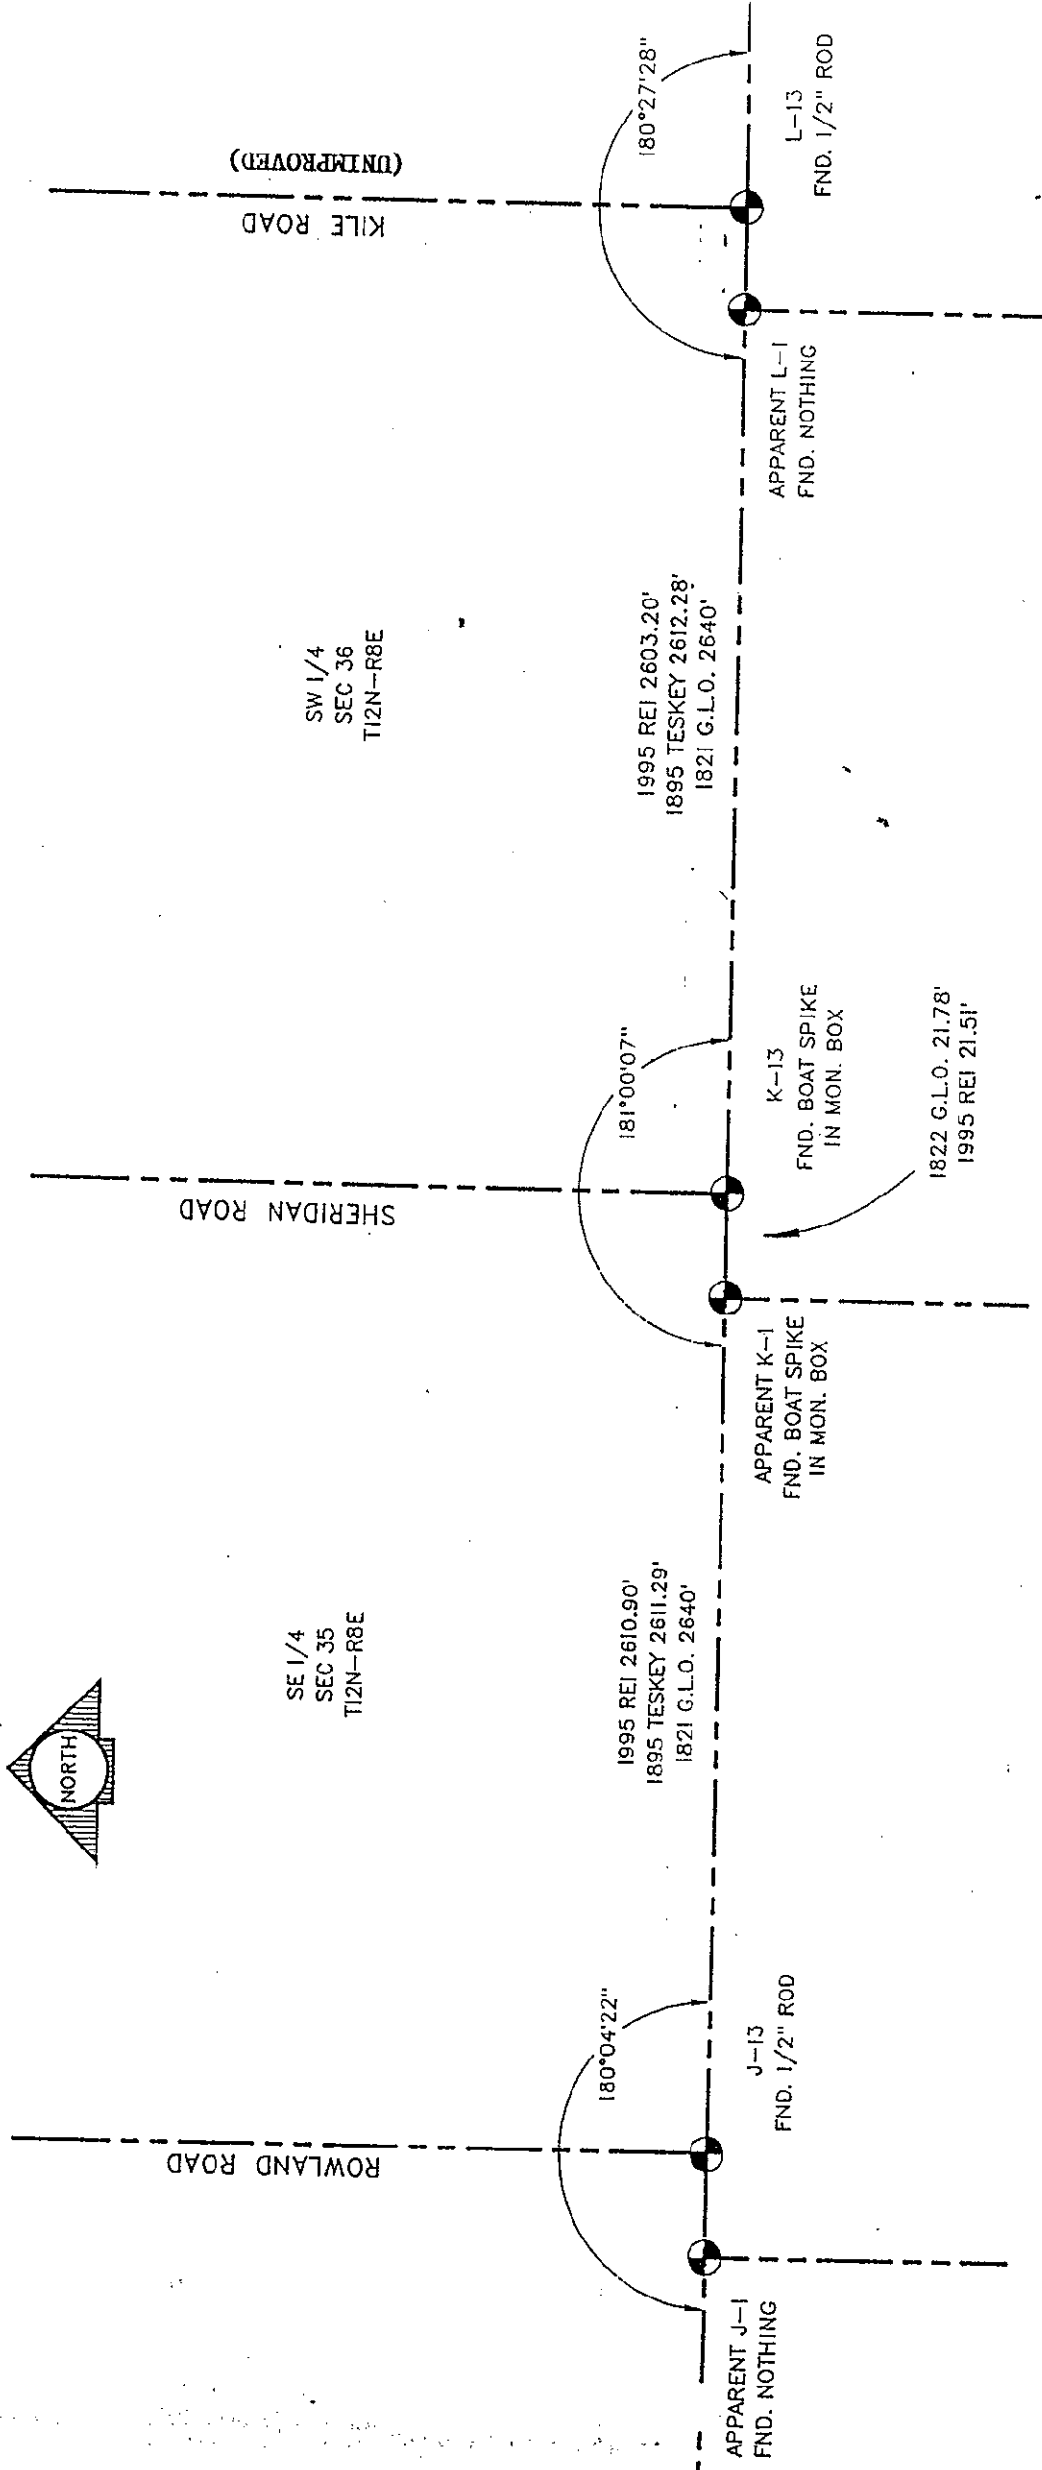 NORTH
ROWLAND ROAD
SHERIDAN ROAD
KILE ROAD
(UNIMPROVED)
SE 1/4
SEC 35
T12N-R8E
SW 1/4
SEC 36
T12N-R8E
180°04'22"
181°00'07"
180°27'28"
1995 REI 2610.90'
1895 TESKEY 2611.29'
1821 G.L.O. 2640'
1995 REI 2603.20'
1895 TESKEY 2612.28'
1821 G.L.O. 2640'
APPARENT J-1
FND. NOTHING
J-13
FND. 1/2" ROD
APPARENT K-1
FND. BOAT SPIKE
IN MON. BOX
K-13
FND. BOAT SPIKE
IN MON. BOX
1822 G.L.O. 21.78'
1995 REI 21.51'
APPARENT L-1
FND. NOTHING
L-13
FND. 1/2" ROD